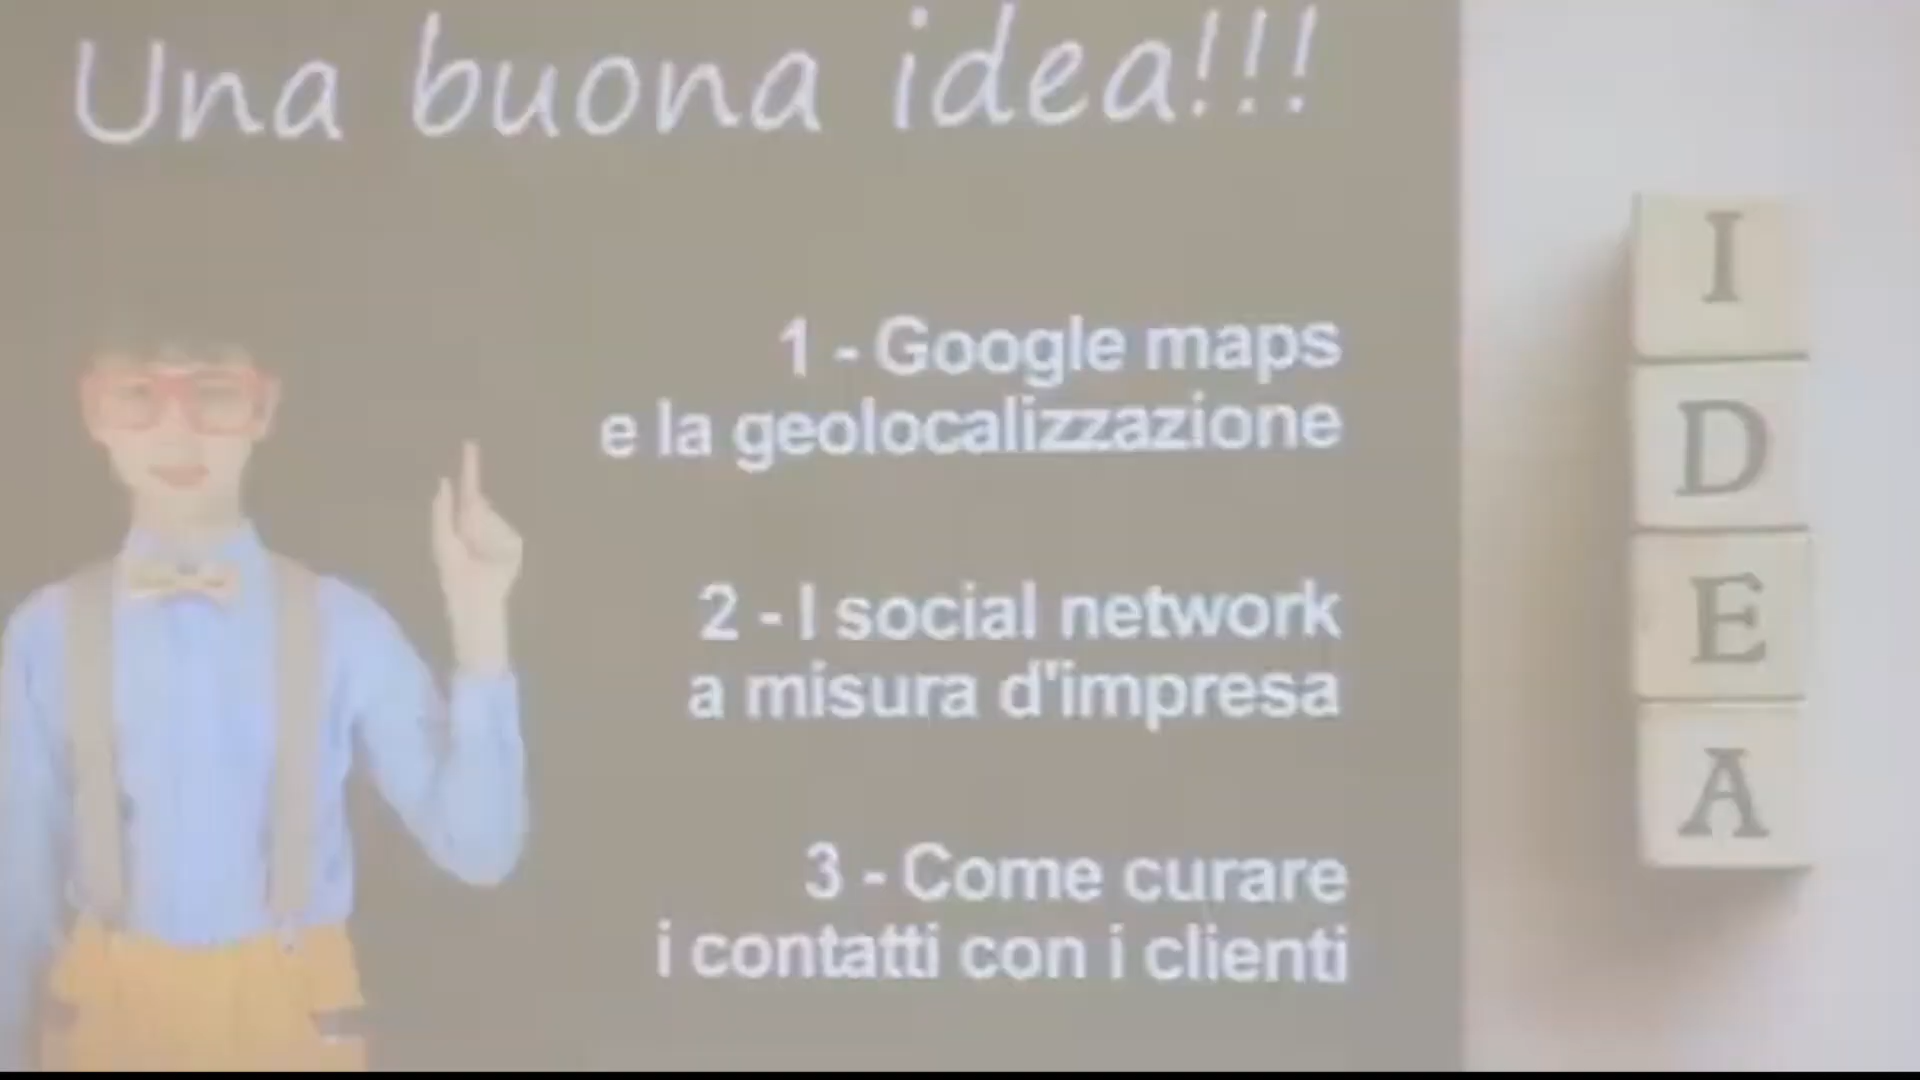 Una buona idea!!!
1 - Google maps
e la geolocalizzazione
2 - I social network
a misura d'impresa
3 - Come curare
i contatti con i clienti
I
D
E
A